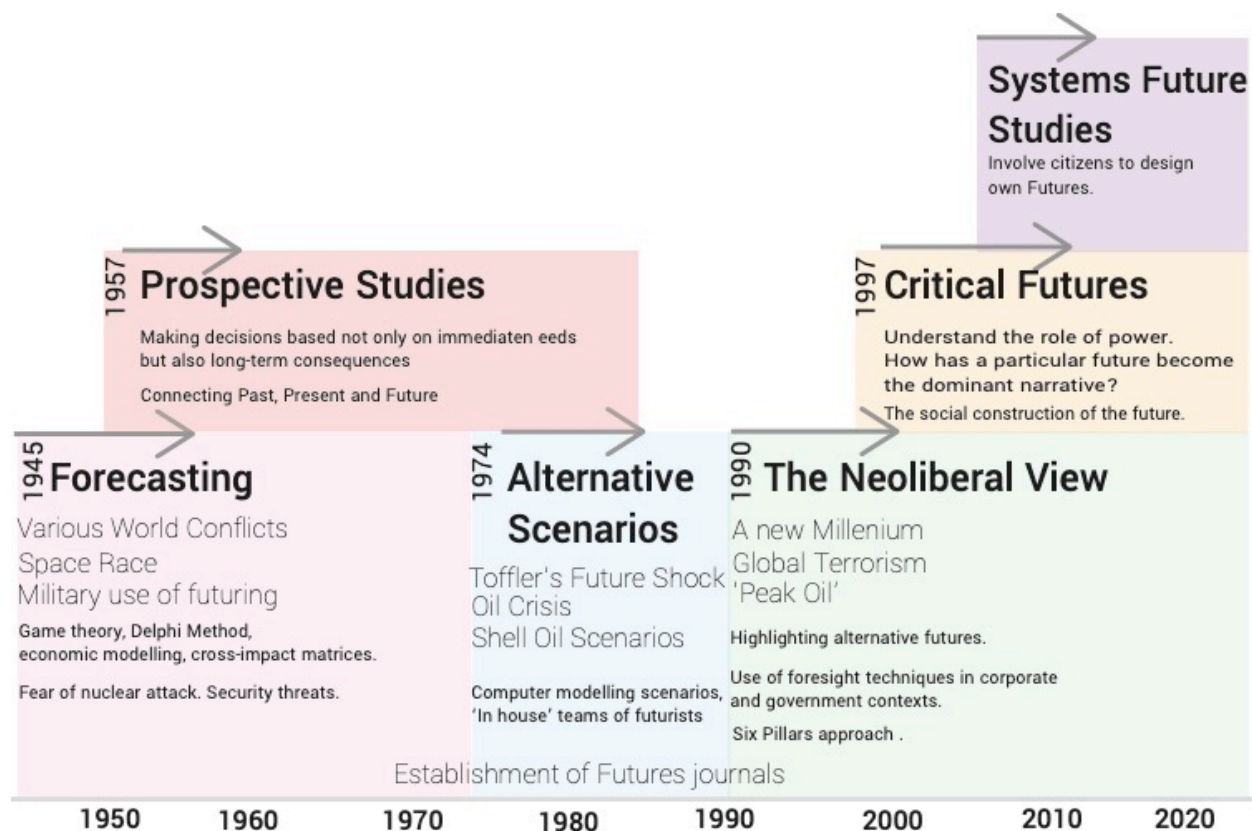 Systems Future
Studies
Involve citizens to design
own Futures.
1957
Prospective Studies
Making decisions based not only on immediaten eeds
but also long-term consequences
Connecting Past, Present and Future
1997
Critical Futures
Understand the role of power.
How has a particular future become
the dominant narrative?
The social construction of the future.
1945
Forecasting
Various World Conflicts
Space Race
Military use of futuring
Game theory, Delphi Method,
economic modelling, cross-impact matrices.
Fear of nuclear attack. Security threats.
1974
Alternative
Scenarios
Toffler's Future Shock
Oil Crisis
Shell Oil Scenarios
Computer modelling scenarios,
'In house' teams of futurists
1990
The Neoliberal View
A new Millenium
Global Terrorism
'Peak Oil'
Highlighting alternative futures.
Use of foresight techniques in corporate
and government contexts.
Six Pillars approach .
Establishment of Futures journals
1950 1960 1970 1980 1990 2000 2010 2020